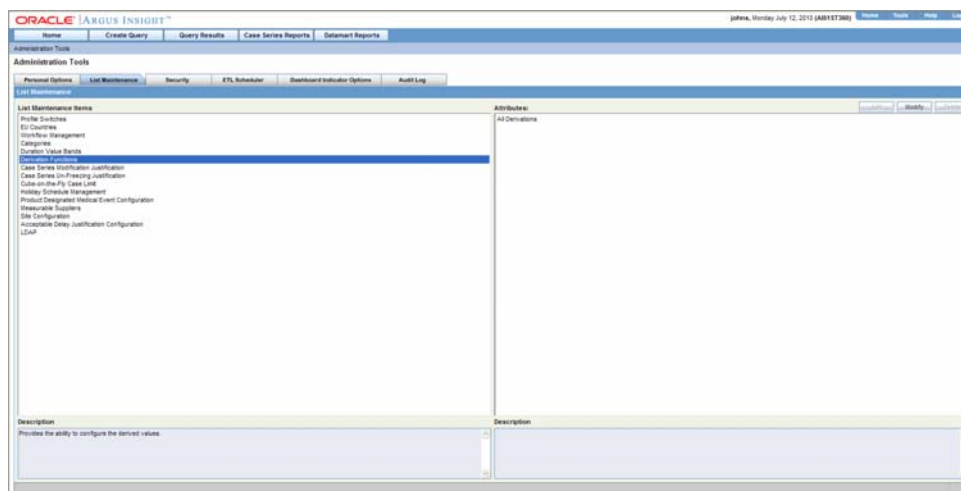 ORACLE | ARGUS INSIGHT™
johns, Monday July 12, 2010 (AI61ST360)
Home Tools Help
Home Create Query Query Results Case Series Reports Datamart Reports
Administration Tools
Administration Tools
Personal Options List Maintenance Security ETL Scheduler Dashboard Indicator Options Audit Log
List Maintenance
List Maintenance Items
Attributes:
Modify
Profile Switches
EU Countries
Workflow Management
Categories
Duration Value Bands
Derivation Functions
Case Series Modification Justification
Case Series Un-Freezing Justification
Cube-on-the-Fly Case Limit
Holiday Schedule Management
Product Designated Medical Event Configuration
Measurable Suppliers
Site Configuration
Acceptable Delay Justification Configuration
LDAP
All Derivations
Description
Provides the ability to configure the derived values.
Description